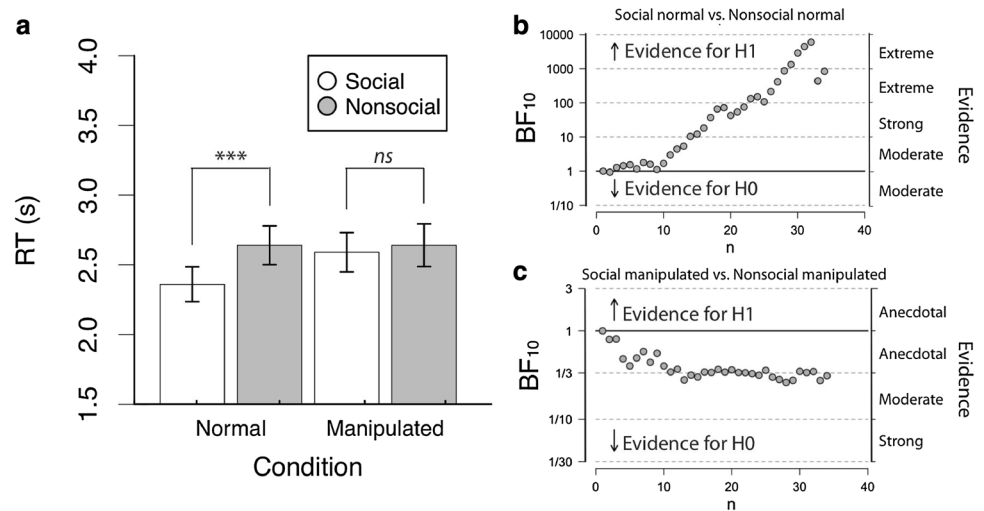 a
RT (s)
4.0
3.5
3.0
2.5
2.0
1.5
Social
Nonsocial
***
ns
Normal
Manipulated
Condition
b
Social normal vs. Nonsocial normal
BF10
10000
1000
100
10
1
1/10
↑ Evidence for H1
↓ Evidence for H0
Extreme
Extreme
Strong
Moderate
Moderate
Evidence
0
10
20
30
40
n
c
Social manipulated vs. Nonsocial manipulated
BF10
3
1
1/3
1/10
1/30
↑ Evidence for H1
↓ Evidence for H0
Anecdotal
Anecdotal
Moderate
Strong
Evidence
0
10
20
30
40
n